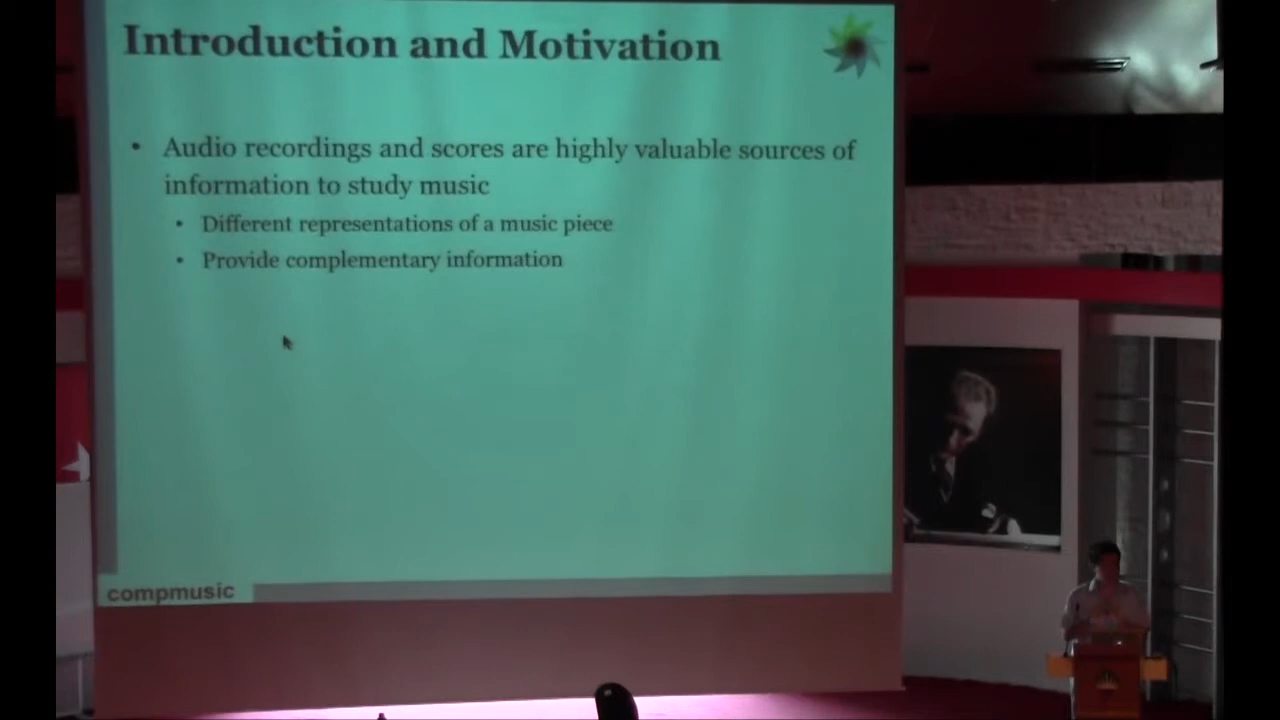 Introduction and Motivation
• Audio recordings and scores are highly valuable sources of
information to study music
• Different representations of a music piece
• Provide complementary information
compmusic